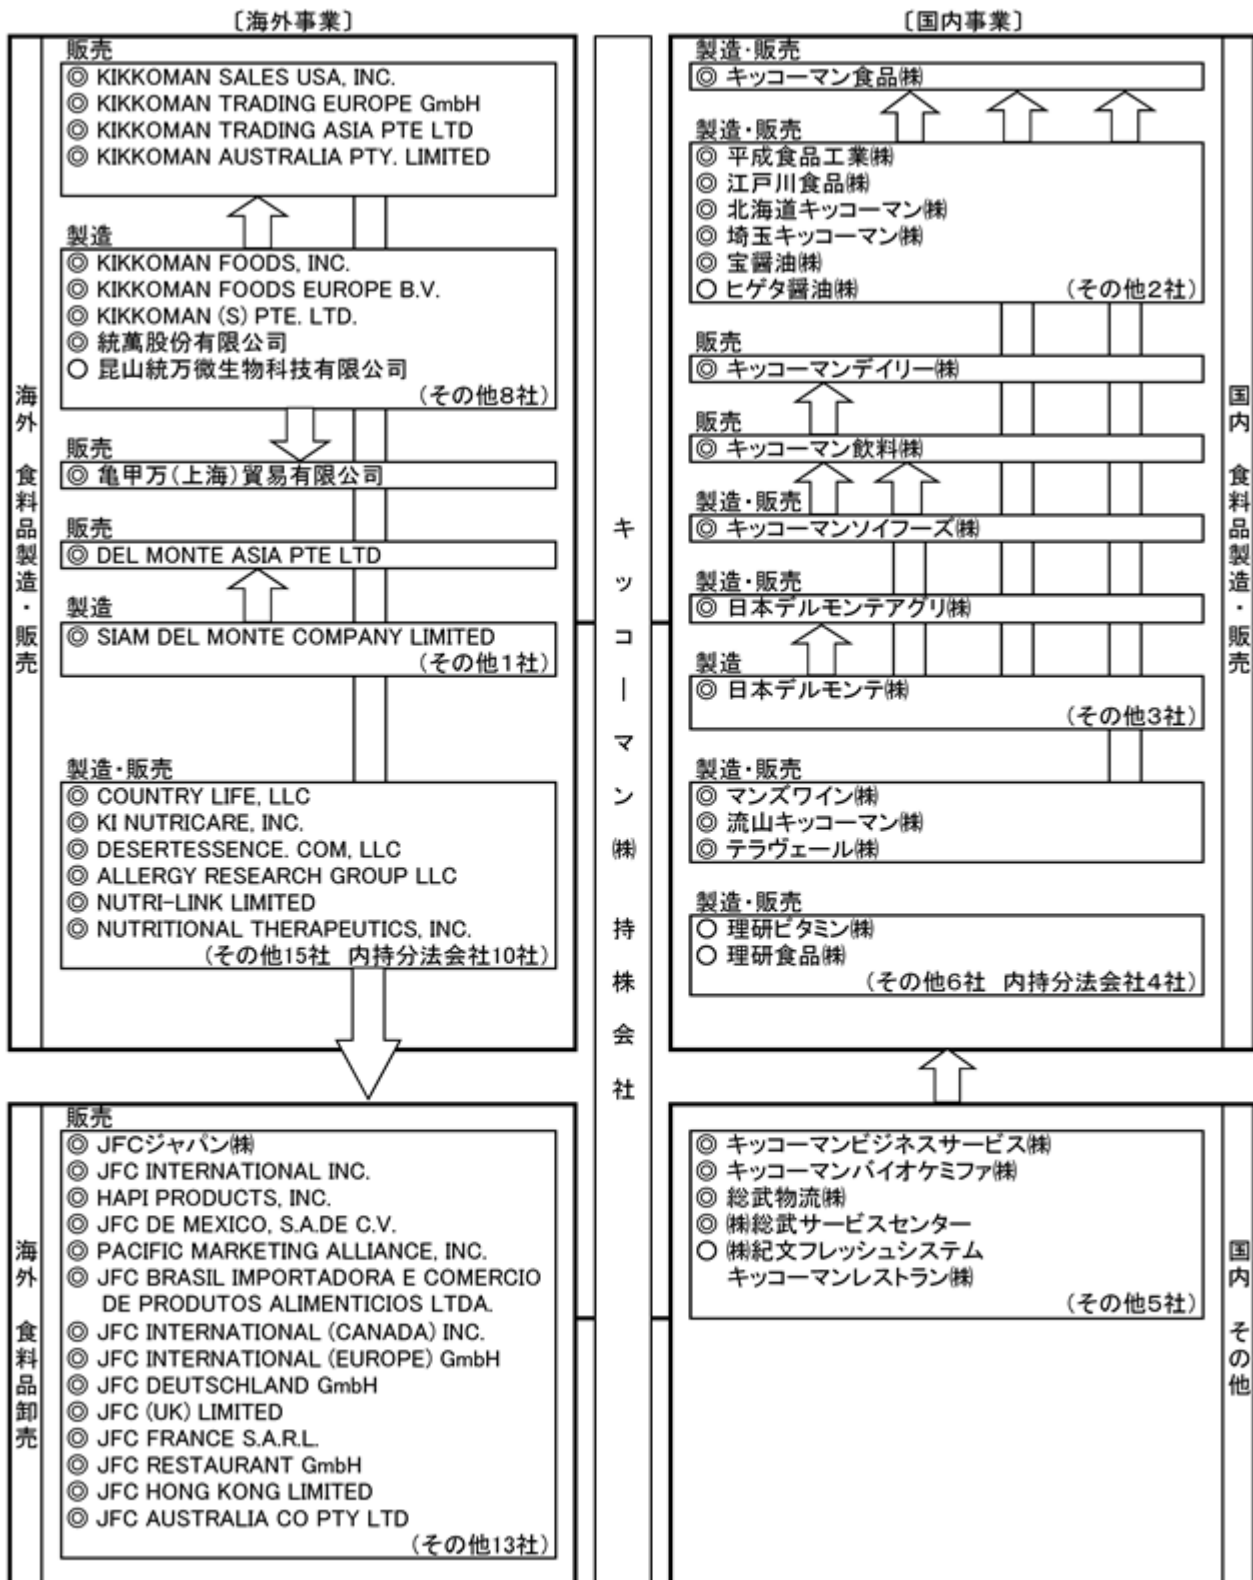 〔海外事業〕
販売
◎ KIKKOMAN SALES USA, INC.
◎ KIKKOMAN TRADING EUROPE GmbH
◎ KIKKOMAN TRADING ASIA PTE LTD
◎ KIKKOMAN AUSTRALIA PTY. LIMITED
製造
◎ KIKKOMAN FOODS, INC.
◎ KIKKOMAN FOODS EUROPE B.V.
◎ KIKKOMAN (S) PTE. LTD.
◎ 統萬股份有限公司
○ 昆山統万微生物科技有限公司
(その他8社)
販売
◎ 亀甲万(上海)貿易有限公司
販売
◎ DEL MONTE ASIA PTE LTD
製造
◎ SIAM DEL MONTE COMPANY LIMITED
(その他1社)
製造・販売
◎ COUNTRY LIFE, LLC
◎ KI NUTRICARE, INC.
◎ DESERTESSENCE. COM, LLC
◎ ALLERGY RESEARCH GROUP LLC
◎ NUTRI-LINK LIMITED
◎ NUTRITIONAL THERAPEUTICS, INC.
(その他15社 内持分法会社10社)
海外 食料品製造・販売
販売
◎ JFCジャパン㈱
◎ JFC INTERNATIONAL INC.
◎ HAPI PRODUCTS, INC.
◎ JFC DE MEXICO, S.A.DE C.V.
◎ PACIFIC MARKETING ALLIANCE, INC.
◎ JFC BRASIL IMPORTADORA E COMERCIO
DE PRODUTOS ALIMENTICIOS LTDA.
◎ JFC INTERNATIONAL (CANADA) INC.
◎ JFC INTERNATIONAL (EUROPE) GmbH
◎ JFC DEUTSCHLAND GmbH
◎ JFC (UK) LIMITED
◎ JFC FRANCE S.A.R.L.
◎ JFC RESTAURANT GmbH
◎ JFC HONG KONG LIMITED
◎ JFC AUSTRALIA CO PTY LTD
(その他13社)
海外 食料品卸売
キッコーマン㈱ 持株会社
〔国内事業〕
製造・販売
◎ キッコーマン食品㈱
製造・販売
◎ 平成食品工業㈱
◎ 江戸川食品㈱
◎ 北海道キッコーマン㈱
◎ 埼玉キッコーマン㈱
◎ 宝醤油㈱
○ ヒゲタ醤油㈱ (その他2社)
販売
◎ キッコーマンデイリー㈱
販売
◎ キッコーマン飲料㈱
製造・販売
◎ キッコーマンソイフーズ㈱
製造・販売
◎ 日本デルモンテアグリ㈱
製造
◎ 日本デルモンテ㈱
(その他3社)
製造・販売
◎ マンズワイン㈱
◎ 流山キッコーマン㈱
◎ テラヴェール㈱
製造・販売
○ 理研ビタミン㈱
○ 理研食品㈱
(その他6社 内持分法会社4社)
国内 食料品製造・販売
◎ キッコーマンビジネスサービス㈱
◎ キッコーマンバイオケミファ㈱
◎ 総武物流㈱
◎ ㈱総武サービスセンター
○ ㈱紀文フレッシュシステム
キッコーマンレストラン㈱
(その他5社)
国内 その他